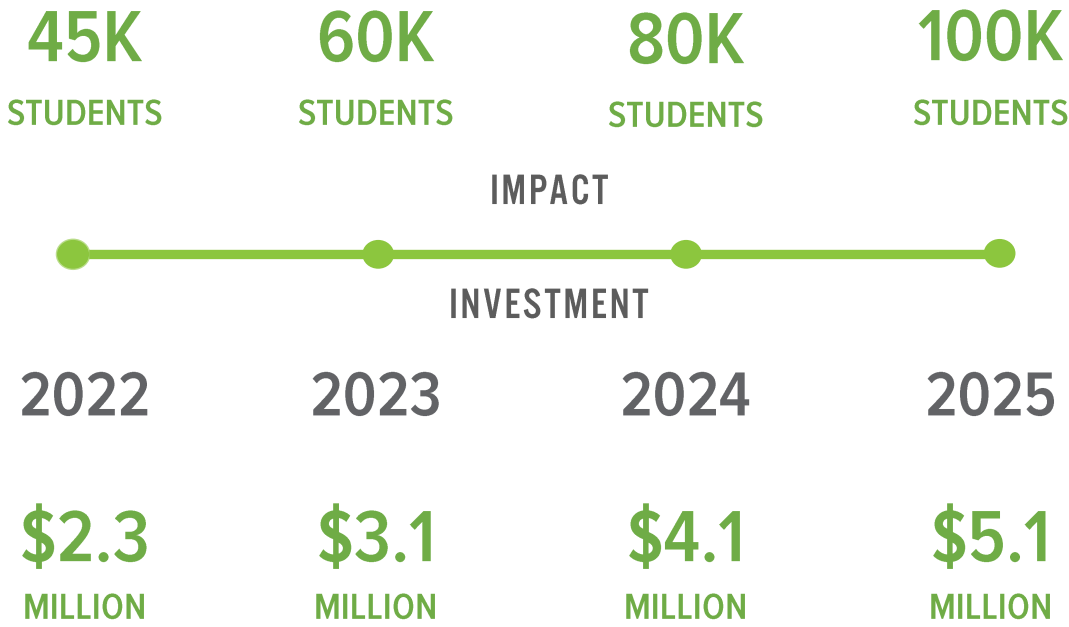 45K 60K 80K 100K
STUDENTS STUDENTS STUDENTS STUDENTS
IMPACT
INVESTMENT
2022 2023 2024 2025
$2.3 $3.1 $4.1 $5.1
MILLION MILLION MILLION MILLION